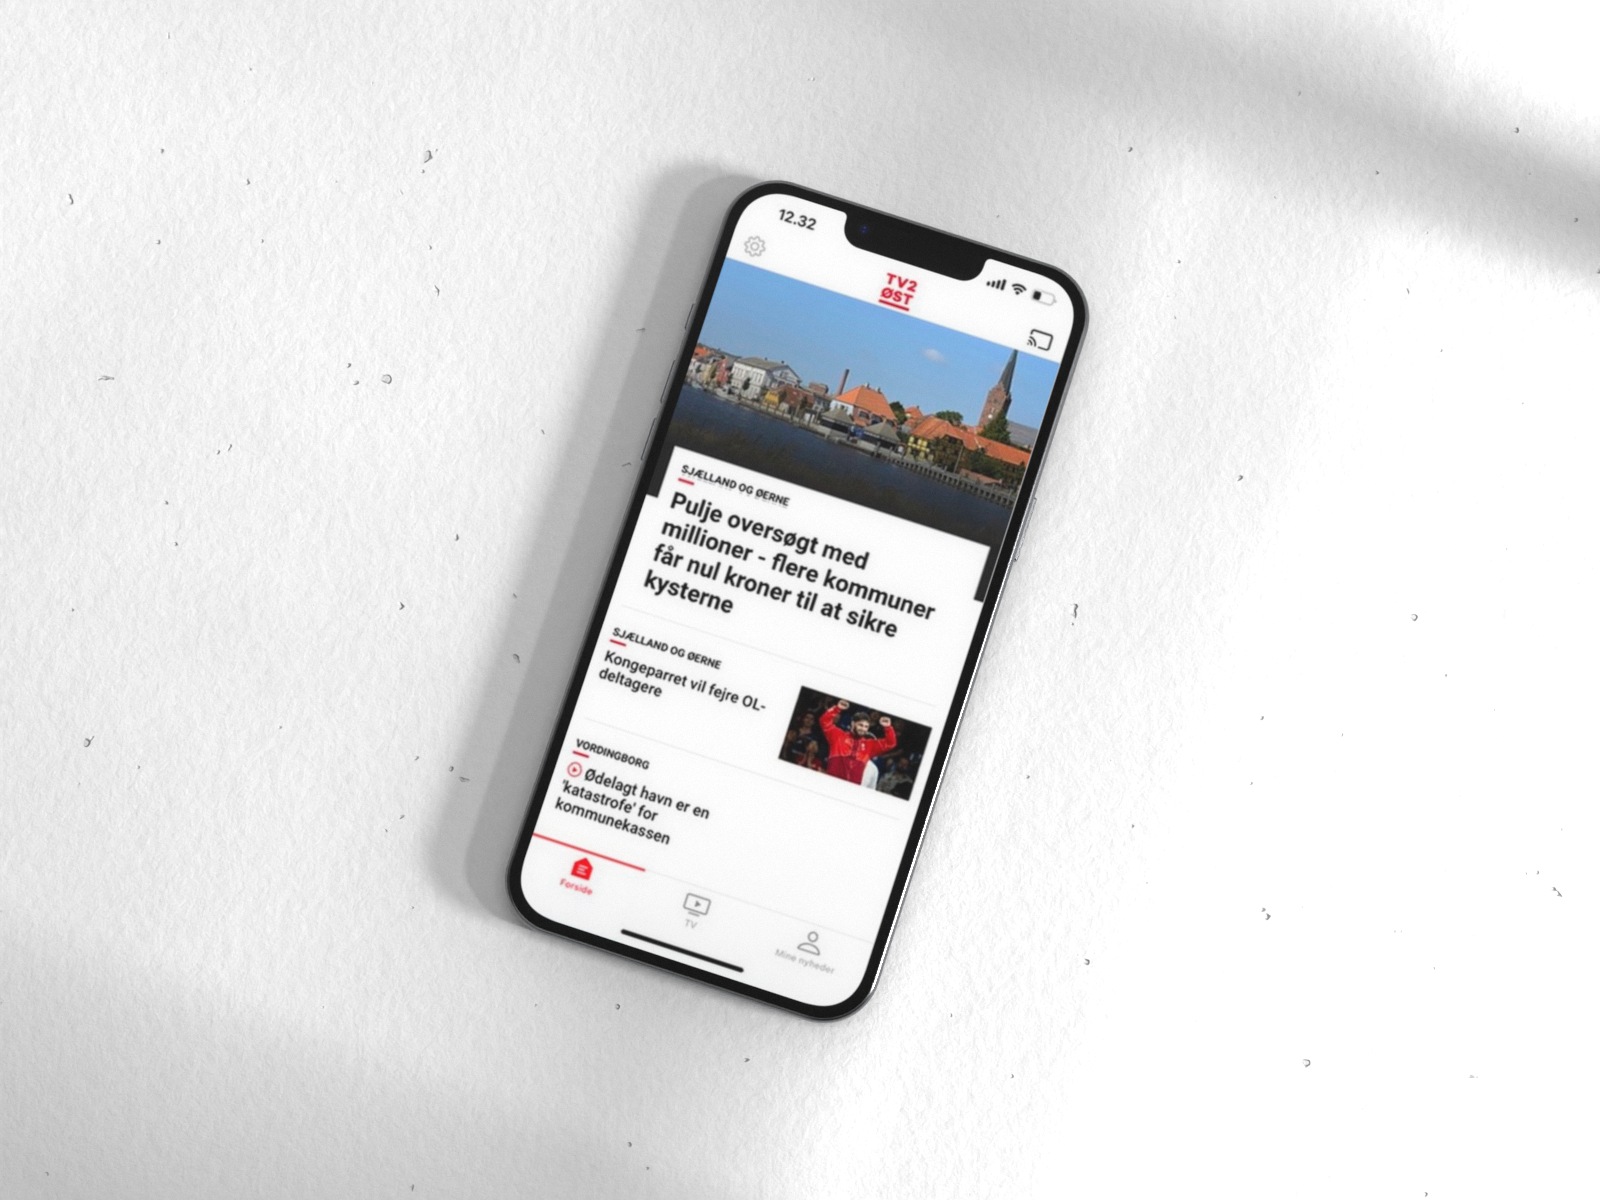 12.32
TV2
ØST
SJÆLLAND OG ØERNE
Pulje oversøgt med
millioner - flere kommuner
får nul kroner til at sikre
kysterne
SJÆLLAND OG ØERNE
Kongeparret vil fejre OL-
deltagere
VORDINGBORG
Ødelagt havn er en
'katastrofe' for
kommunekassen
Forside
TV
Mine nyheder